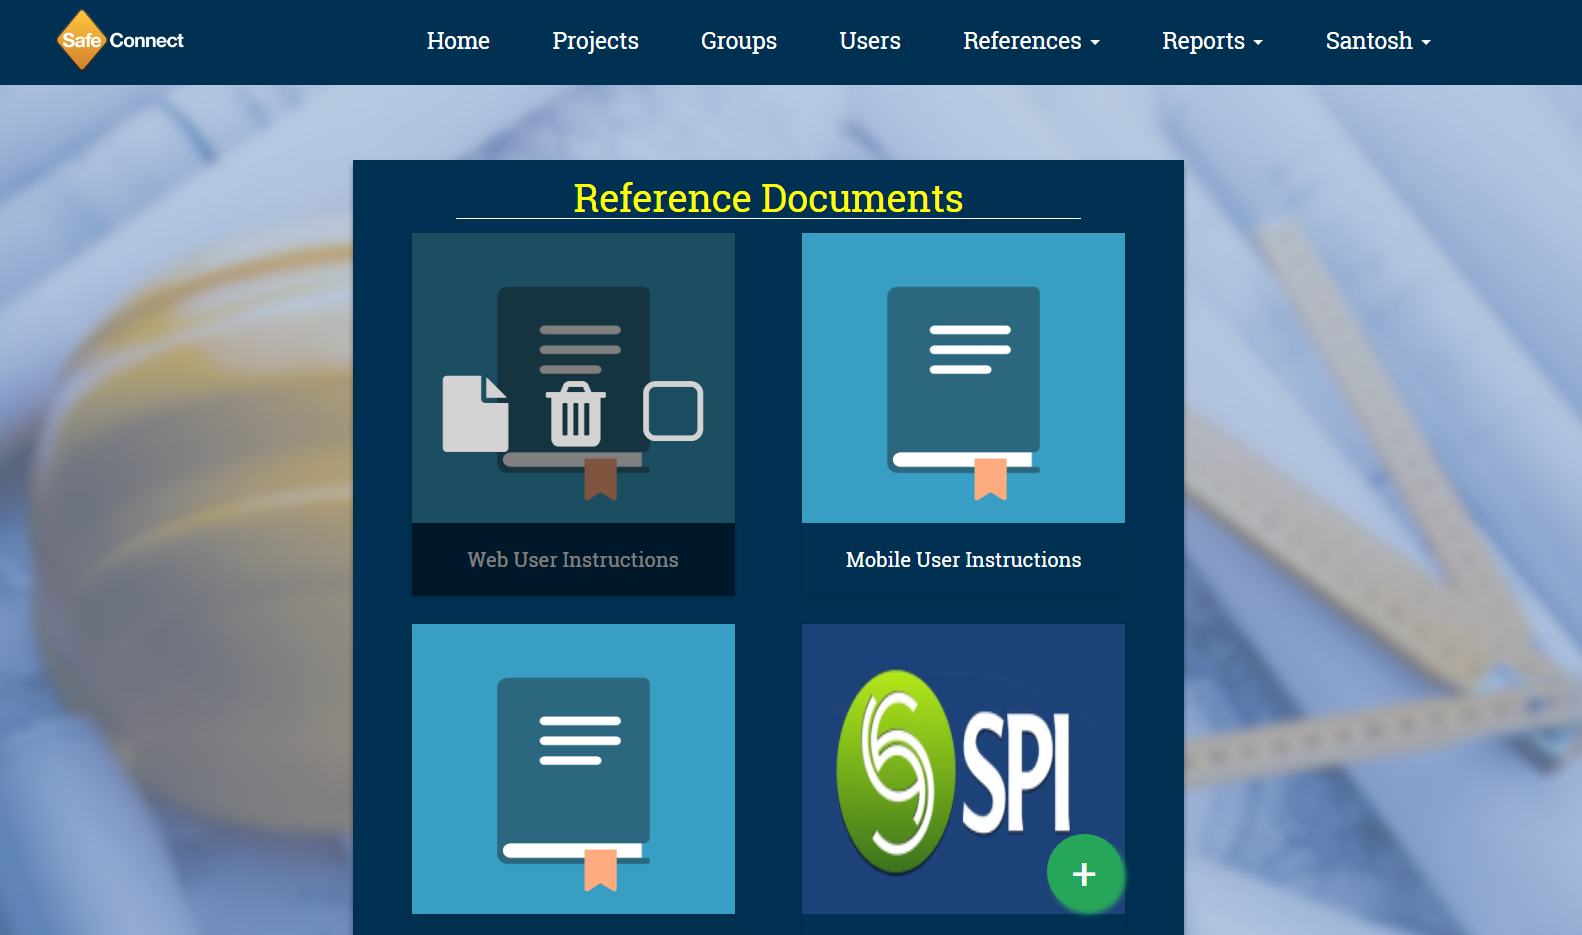 Safe Connect
Home
Projects
Groups
Users
References
Reports
Santosh
Reference Documents
Web User Instructions
Mobile User Instructions
SPI
+